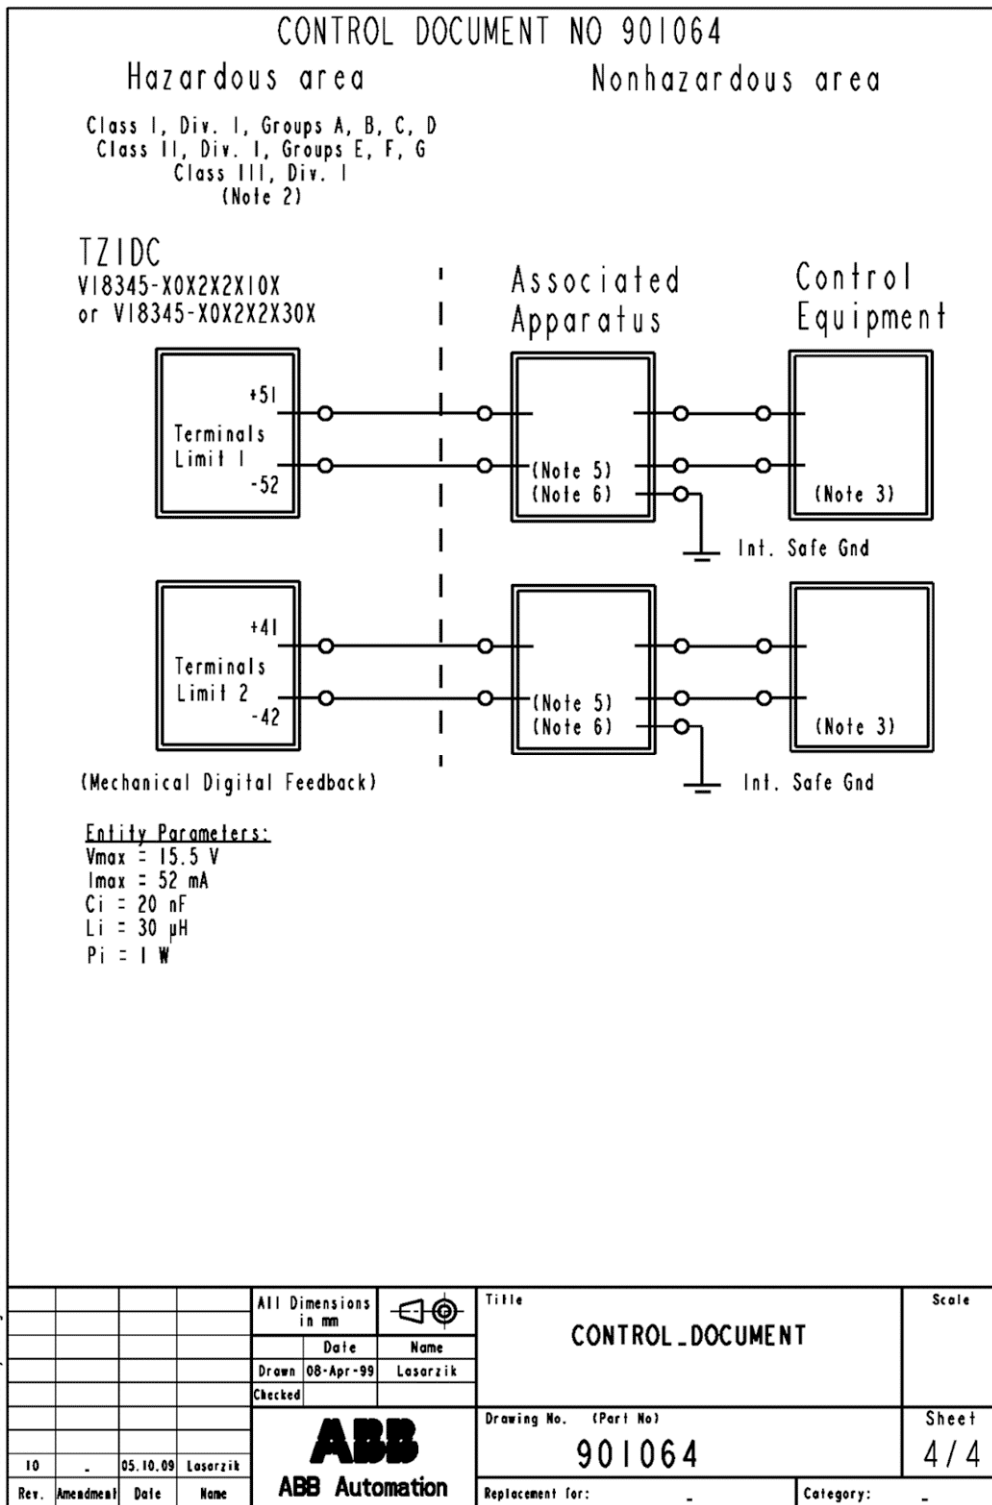 CONTROL DOCUMENT NO 901064
Hazardous area
Nonhazardous area
Class I, Div. I, Groups A, B, C, D
Class II, Div. I, Groups E, F, G
Class III, Div. I
(Note 2)
TZIDC
V18345-X0X2X2X10X
or V18345-X0X2X2X30X
Associated
Apparatus
Control
Equipment
+51
Terminals
Limit 1
-52
(Note 5)
(Note 6)
(Note 3)
Int. Safe Gnd
+41
Terminals
Limit 2
-42
(Note 5)
(Note 6)
(Note 3)
Int. Safe Gnd
(Mechanical Digital Feedback)
Entity Parameters:
Vmax = 15.5 V
Imax = 52 mA
Ci = 20 nF
Li = 30 µH
Pi = 1 W
All Dimensions
in mm
Title
CONTROL_DOCUMENT
Scale
Date Name
Drawn 08-Apr-99 Lasarzik
Checked
ABB
ABB Automation
Drawing No. (Part No)
901064
Sheet
4/4
10 - 05.10.09 Lasarzik
Rev. Amendment Date Name
Replacement for: -
Category: -